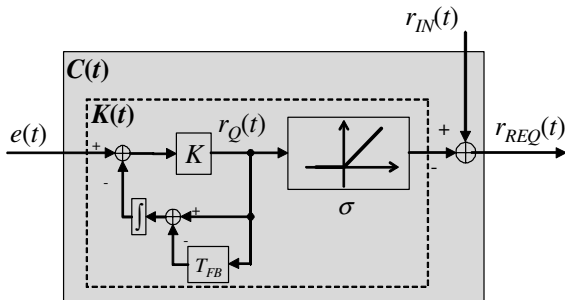 r_IN(t)
C(t)
K(t)
e(t)
+
-
K
r_Q(t)
σ
+
-
r_REQ(t)
∫
+
-
T_FB